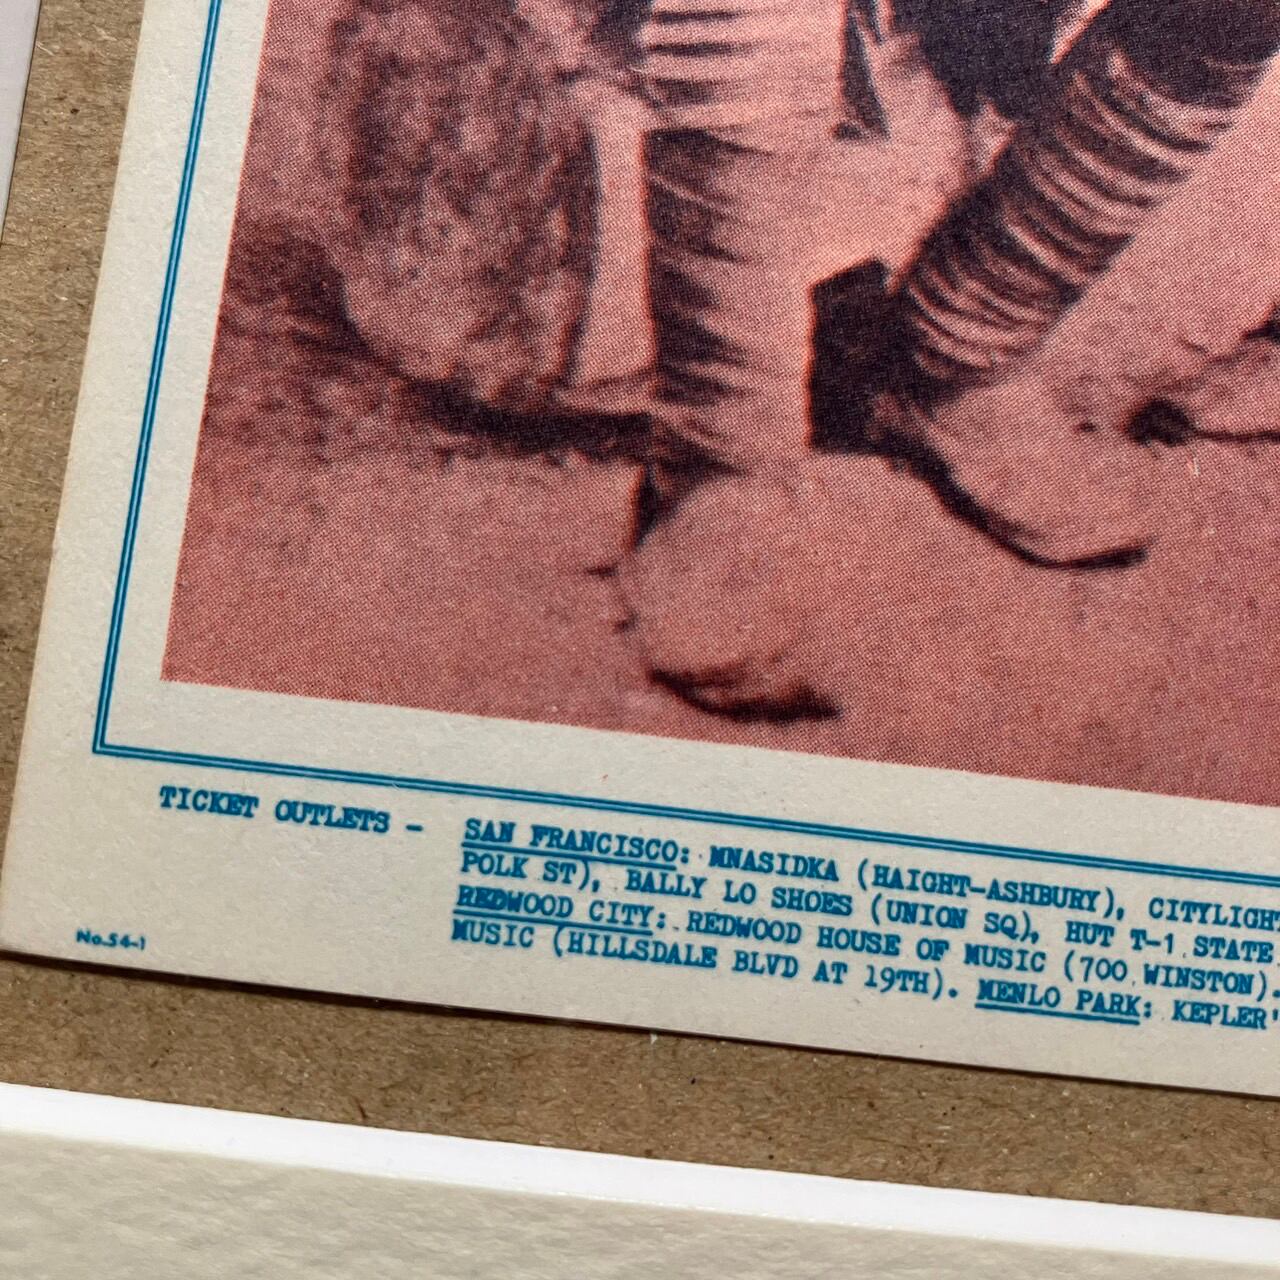 TICKET OUTLETS - SAN FRANCISCO: MNASIDKA (HAIGHT-ASHBURY), CITYLIGHT
POLK ST), BALLY LO SHOES (UNION SQ), HUT T-1 STATE
REDWOOD CITY: REDWOOD HOUSE OF MUSIC (700 WINSTON).
MUSIC (HILLSDALE BLVD AT 19TH). MENLO PARK: KEPLER'
No.54-1